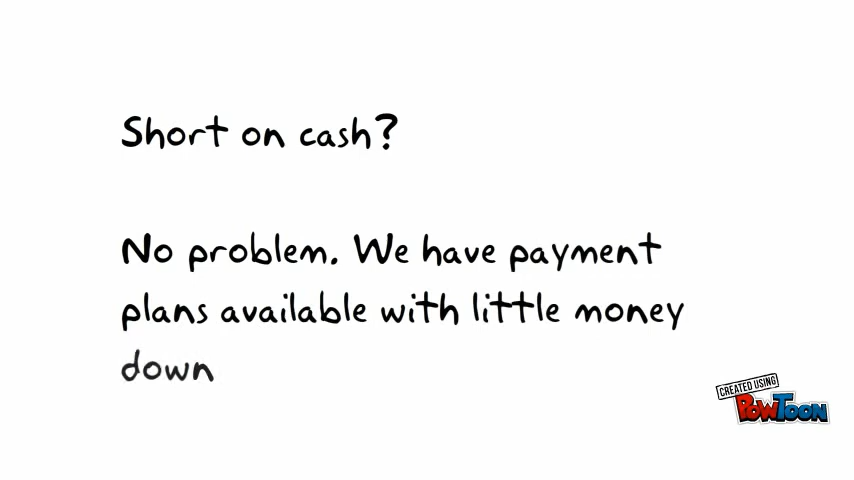 Short on cash?
No problem. We have payment
plans available with little money
down
CREATED USING
POWTOON